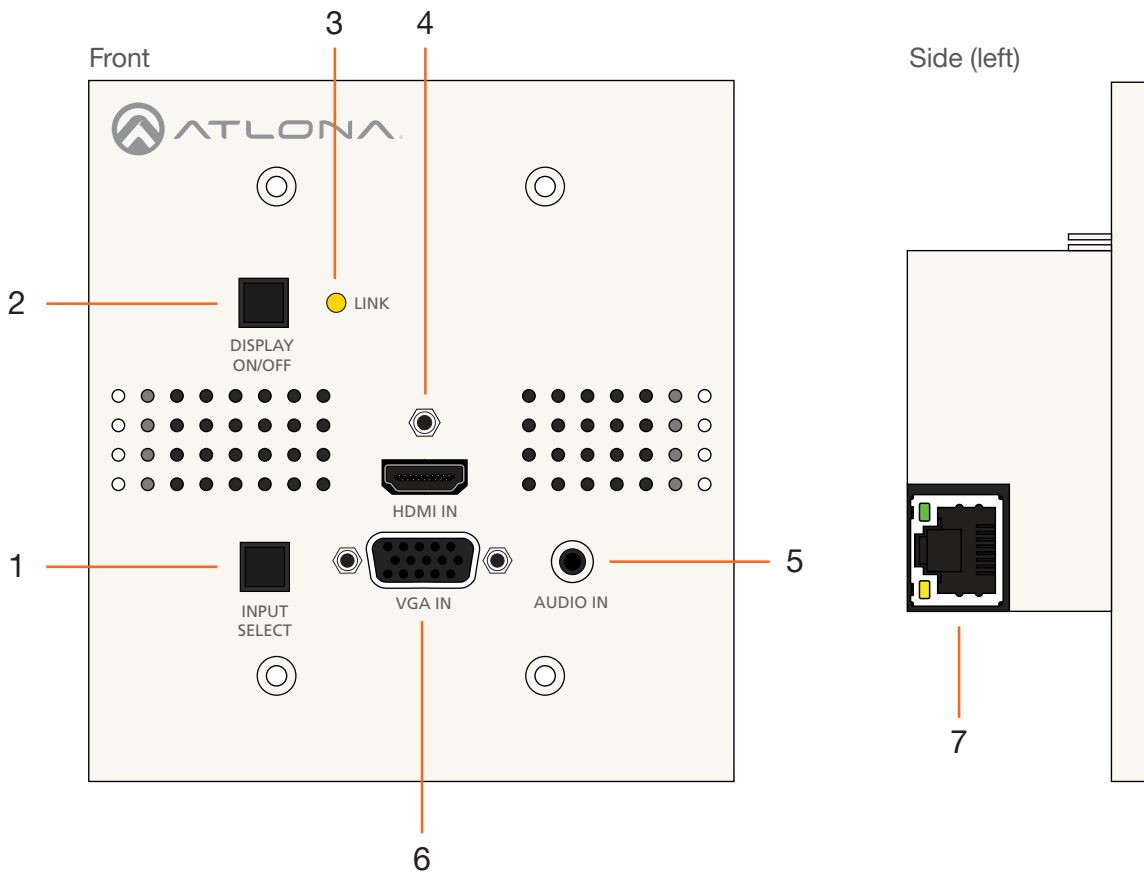 3
4
Front
Side (left)
ATLONA.
2
LINK
DISPLAY
ON/OFF
HDMI IN
1
5
INPUT
SELECT
VGA IN
AUDIO IN
7
6